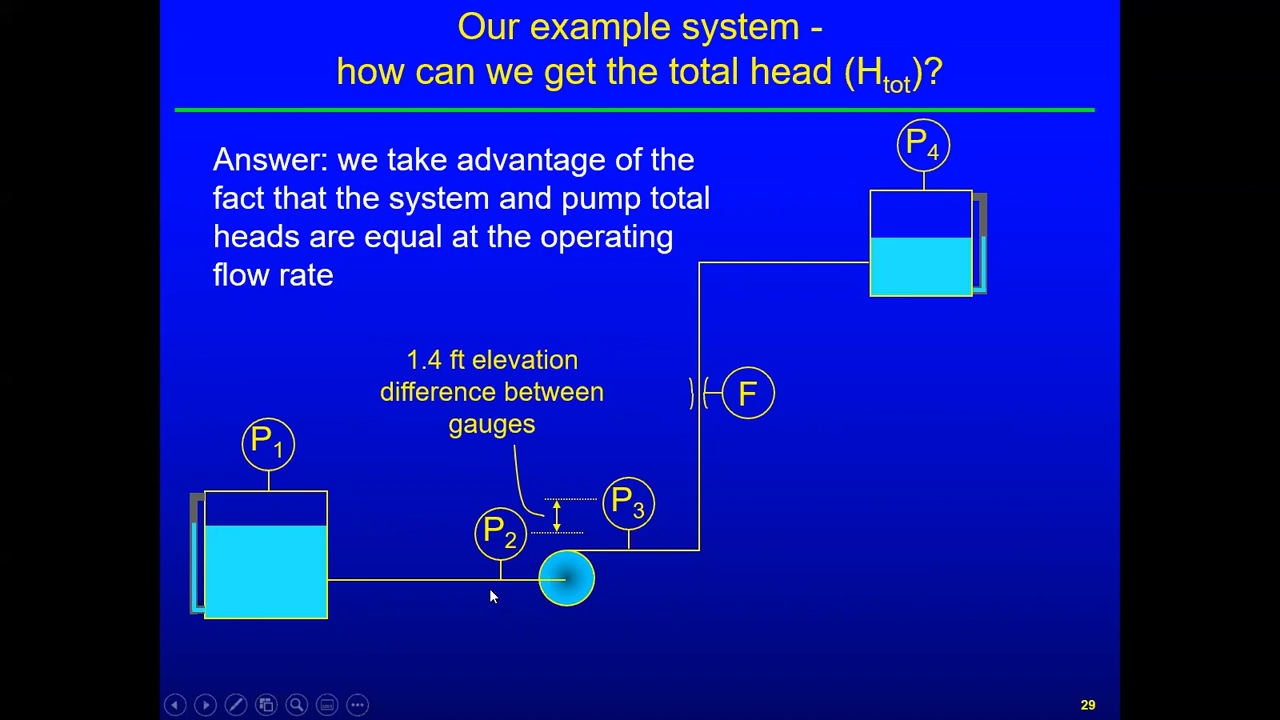 Our example system -
how can we get the total head (Htot)?
Answer: we take advantage of the
fact that the system and pump total
heads are equal at the operating
flow rate
P4
1.4 ft elevation
difference between
gauges
F
P1
P3
P2
29